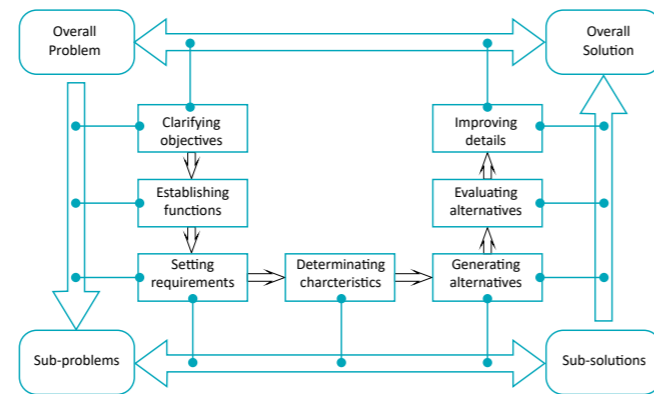 Overall
Problem
Overall
Solution
Clarifying
objectives
Improving
details
Establishing
functions
Evaluating
alternatives
Setting
requirements
Determinating
charcteristics
Generating
alternatives
Sub-problems
Sub-solutions